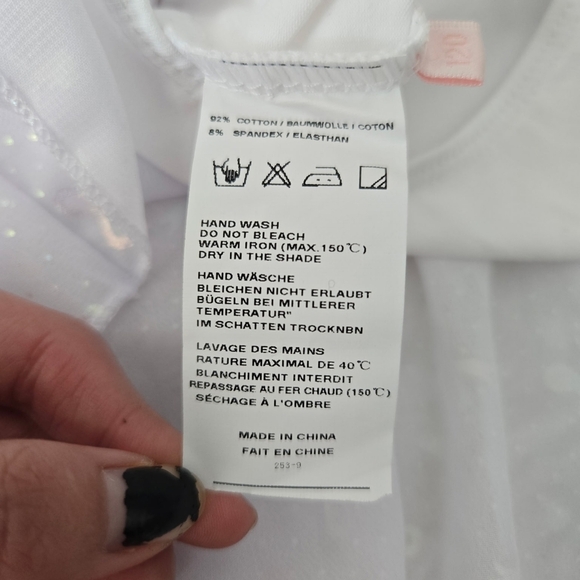 120
92% COTTON / BAUMWOLLE / COTON
8% SPANDEX / ELASTHAN
HAND WASH
DO NOT BLEACH
WARM IRON (MAX.150℃)
DRY IN THE SHADE
HAND WÄSCHE
BLEICHEN NICHT ERLAUBT
BÜGELN BEI MITTLERER
TEMPERATUR"
IM SCHATTEN TROCKNBN
LAVAGE DES MAINS
RATURE MAXIMAL DE 40℃
BLANCHIMENT INTERDIT
REPASSAGE AU FER CHAUD (150℃)
SÉCHAGE À L'OMBRE
MADE IN CHINA
FAIT EN CHINE
253-9